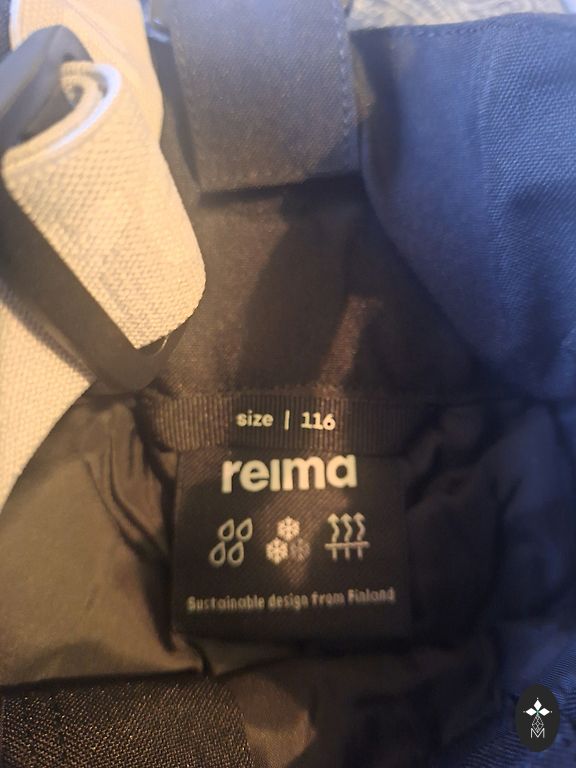 size | 116
reima
Sustainable design from Finland
M